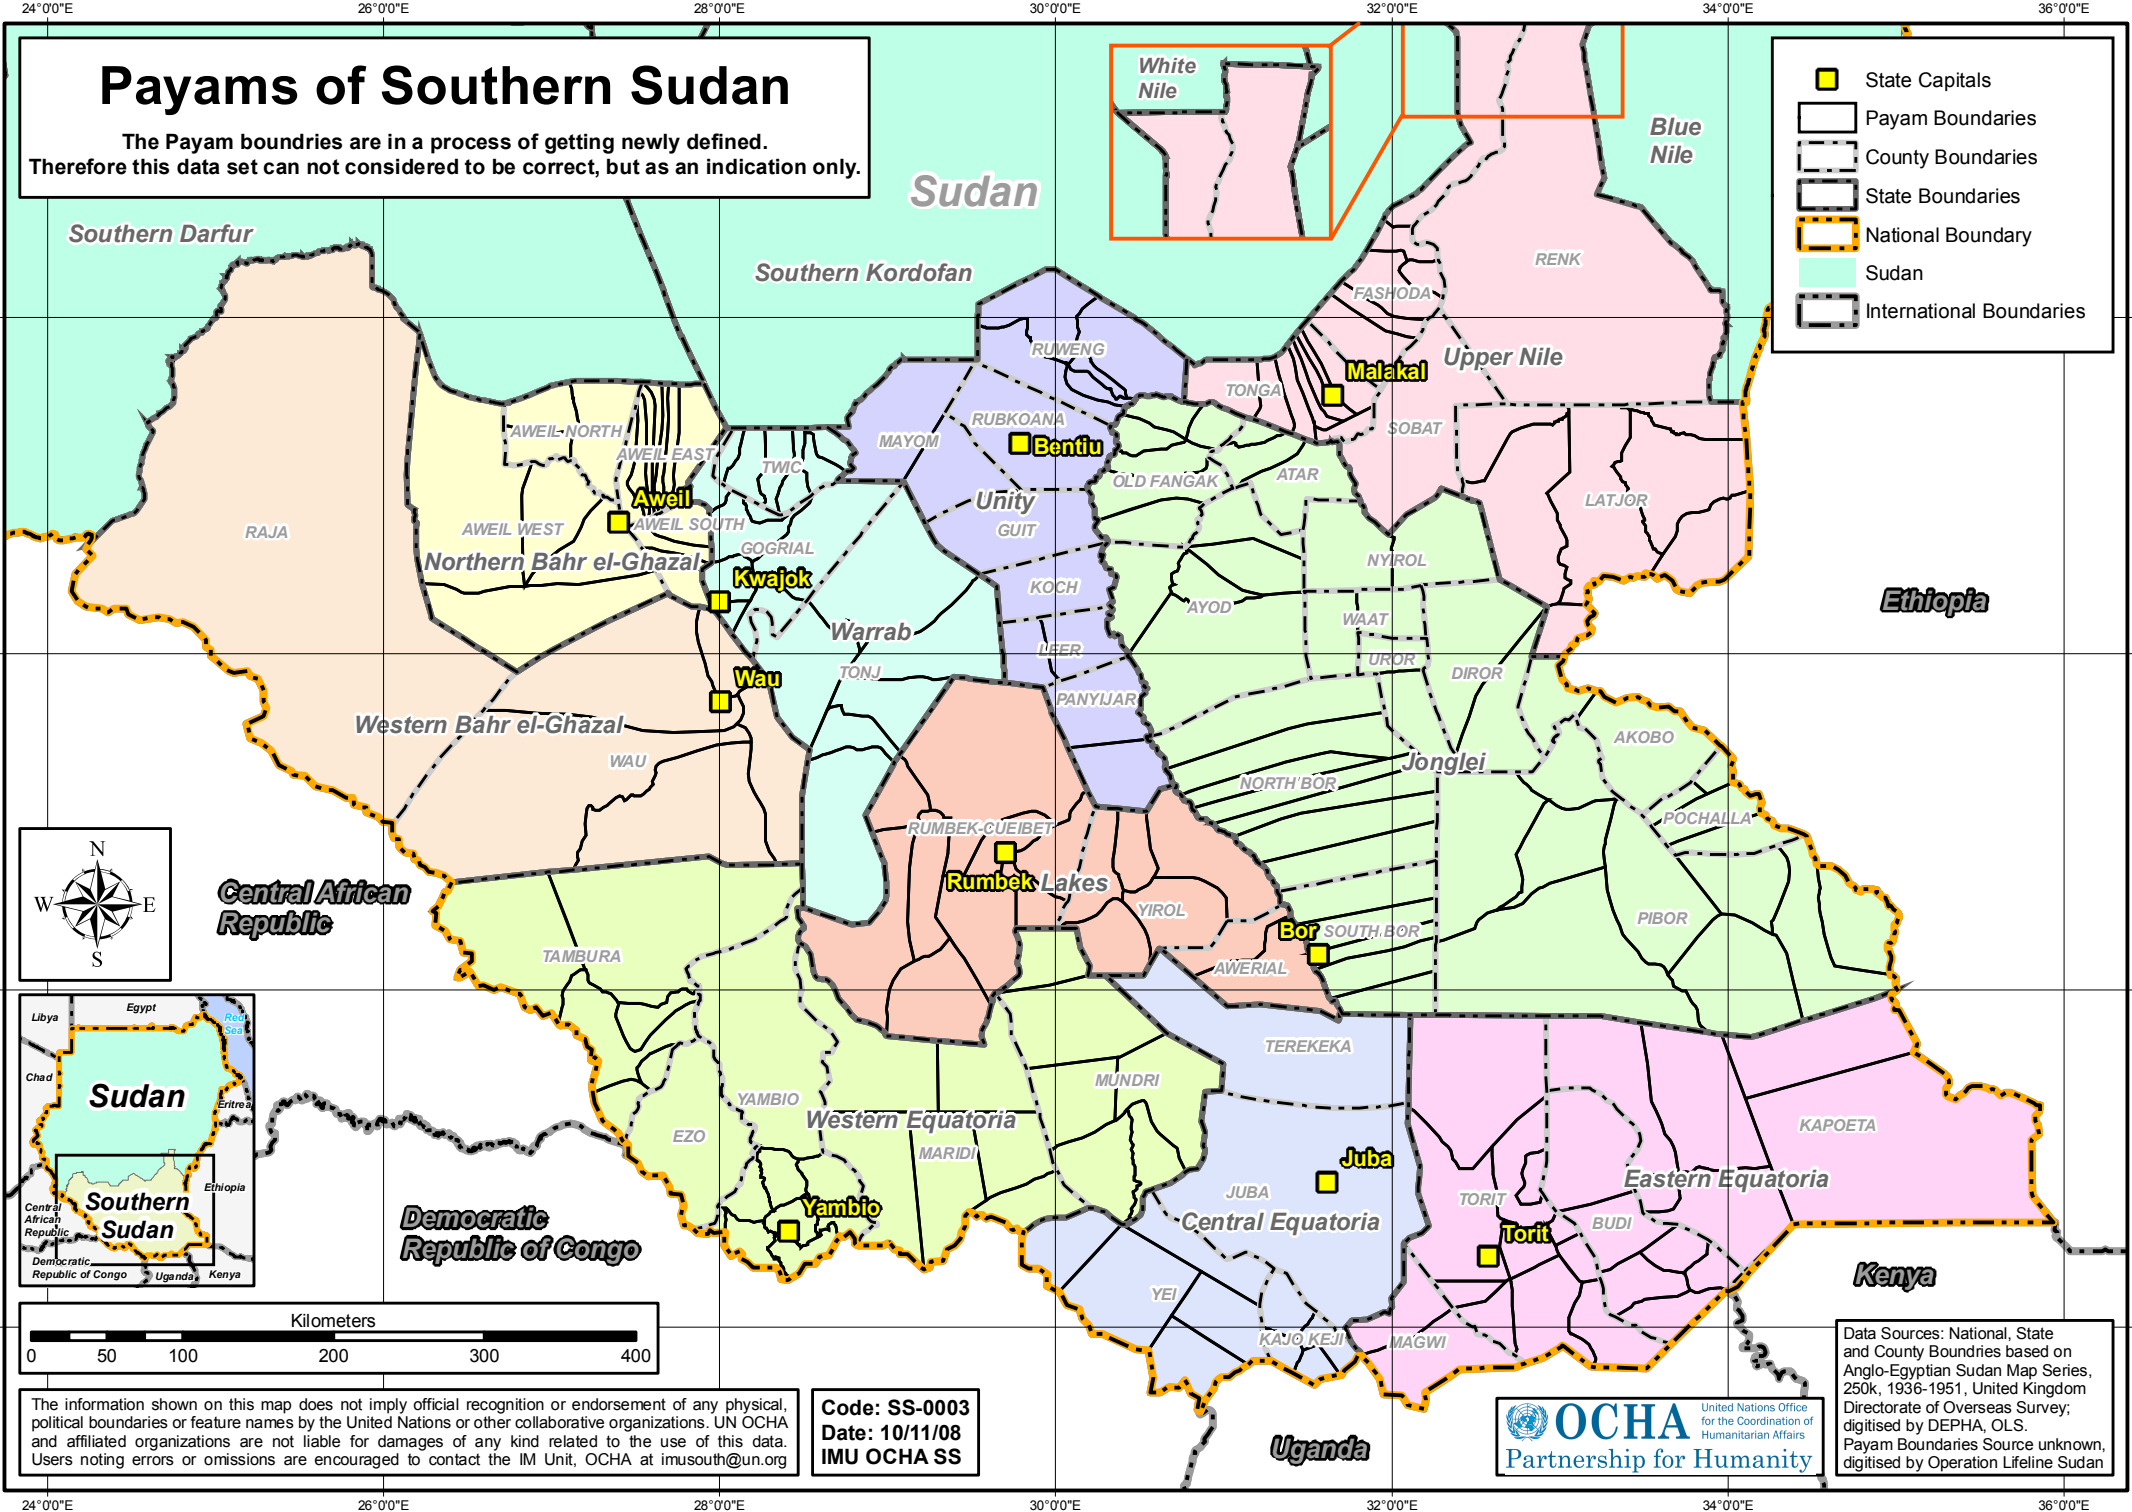 24°0'0"E
26°0'0"E
28°0'0"E
30°0'0"E
32°0'0"E
34°0'0"E
36°0'0"E
Payams of Southern Sudan
The Payam boundries are in a process of getting newly defined.
Therefore this data set can not considered to be correct, but as an indication only.
State Capitals
Payam Boundaries
County Boundaries
State Boundaries
National Boundary
Sudan
International Boundaries
White
Nile
Blue
Nile
Sudan
Southern Darfur
Southern Kordofan
RENK
FASHODA
RUWENG
Upper Nile
Malakal
TONGA
RUBKOANA
SOBAT
MAYOM
Bentiu
AWEIL NORTH
AWEIL EAST
TWIC
OLD FANGAK
ATAR
Aweil
Unity
LATJOR
AWEIL WEST
AWEIL SOUTH
GUIT
RAJA
GOGRIAL
Northern Bahr el-Ghazal
NYIROL
Kwajok
KOCH
Ethiopia
AYOD
WAAT
Warrab
LEER
UROR
TONJ
DIROR
Wau
PANYIJAR
Western Bahr el-Ghazal
AKOBO
WAU
Jonglei
NORTH BOR
POCHALLA
RUMBEK-CUEIBET
Rumbek
Lakes
Central African
Republic
YIROL
PIBOR
Bor
SOUTH BOR
TAMBURA
AWERIAL
N
W
E
S
TEREKEKA
MUNDRI
YAMBIO
Western Equatoria
KAPOETA
EZO
MARIDI
Juba
Eastern Equatoria
JUBA
TORIT
Central Equatoria
BUDI
Yambio
Torit
Democratic
Republic of Congo
Kenya
YEI
KAJO KEJI
MAGWI
Uganda
Libya
Egypt
Red
Sea
Chad
Sudan
Eritrea
Ethiopia
Southern
Sudan
Central
African
Republic
Democratic
Republic of Congo
Uganda
Kenya
Kilometers
0
50
100
200
300
400
The information shown on this map does not imply official recognition or endorsement of any physical,
political boundaries or feature names by the United Nations or other collaborative organizations. UN OCHA
and affiliated organizations are not liable for damages of any kind related to the use of this data.
Users noting errors or omissions are encouraged to contact the IM Unit, OCHA at imusouth@un.org
Code: SS-0003
Date: 10/11/08
IMU OCHA SS
OCHA
United Nations Office
for the Coordination of
Humanitarian Affairs
Partnership for Humanity
Data Sources: National, State
and County Boundries based on
Anglo-Egyptian Sudan Map Series,
250k, 1936-1951, United Kingdom
Directorate of Overseas Survey;
digitised by DEPHA, OLS.
Payam Boundaries Source unknown,
digitised by Operation Lifeline Sudan
24°0'0"E
26°0'0"E
28°0'0"E
30°0'0"E
32°0'0"E
34°0'0"E
36°0'0"E